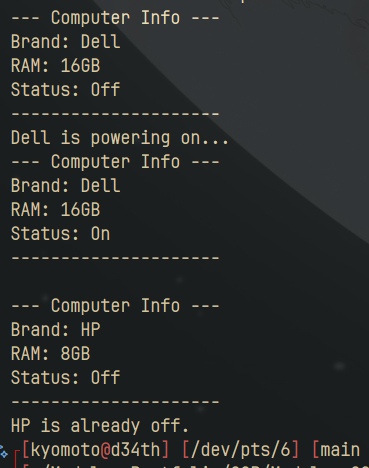 --- Computer Info ---
Brand: Dell
RAM: 16GB
Status: Off
---------------------
Dell is powering on...
--- Computer Info ---
Brand: Dell
RAM: 16GB
Status: On
---------------------
--- Computer Info ---
Brand: HP
RAM: 8GB
Status: Off
---------------------
HP is already off.
[kyomoto@d34th] [/dev/pts/6] [main